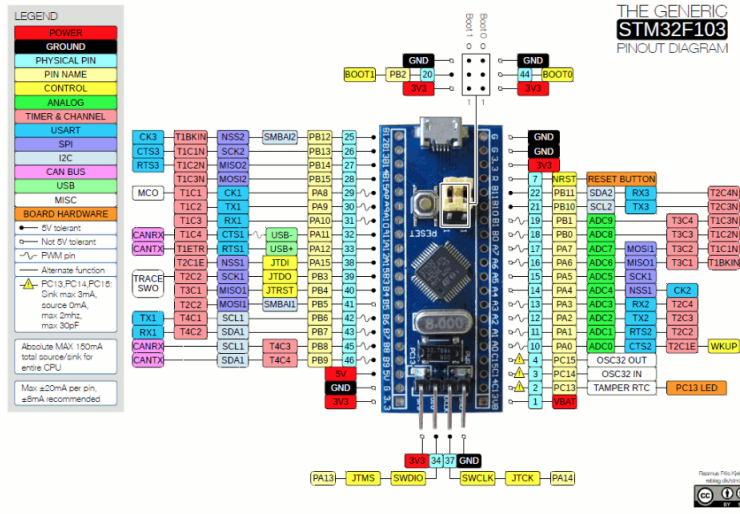 LEGEND
POWER
GROUND
PHYSICAL PIN
PIN NAME
CONTROL
ANALOG
TIMER & CHANNEL
USART
SPI
I2C
CAN BUS
USB
MISC
BOARD HARDWARE
5V tolerant
Not 5V tolerant
PWM pin
Alternate function
PC13,PC14,PC15:
Sink max 3mA,
source 0mA,
max 2mhz,
max 30pF
Absolute MAX 150mA
total source/sink for
entire CPU
Max ±20mA per pin,
±8mA recommended
THE GENERIC
STM32F103
PINOUT DIAGRAM
Boot 1 Boot 0
GND GND
BOOT1 PB2 20 44 BOOT0
3V3 3V3
1 1
CK3 T1BKIN NSS2 SMBAI2 PB12 25
CTS3 T1C1N SCK2 PB13 26
RTS3 T1C2N MISO2 PB14 27
T1C3N MOSI2 PB15 28
MCO T1C1 CK1 PA8 29
T1C2 TX1 PA9 30
T1C3 RX1 PA10 31
CANRX T1C4 CTS1 USB- PA11 32
CANTX T1ETR RTS1 USB+ PA12 33
T2C1E NSS1 JTDI PA15 38
TRACE SWO T2C2 SCK1 JTDO PB3 39
T3C1 MISO1 JTRST PB4 40
T3C2 MOSI1 SMBAI1 PB5 41
TX1 T4C1 SCL1 PB6 42
RX1 T4C2 SDA1 PB7 43
CANRX SCL1 T4C3 PB8 45
CANTX SDA1 T4C4 PB9 46
5V
GND
3V3
GND
GND
3V3
7 NRST RESET BUTTON
22 PB11 SDA2 RX3 T2C4N
21 PB10 SCL2 TX3 T2C3N
19 PB1 ADC9 T3C4 T1C3N
18 PB0 ADC8 T3C3 T1C2N
17 PA7 ADC7 MOSI1 T3C2 T1C1N
16 PA6 ADC6 MISO1 T3C1 T1BKIN
15 PA5 ADC5 SCK1
14 PA4 ADC4 NSS1 CK2
13 PA3 ADC3 RX2 T2C4
12 PA2 ADC2 TX2 T2C3
11 PA1 ADC1 RTS2 T2C2
10 PA0 ADC0 CTS2 T2C1E WKUP
4 PC15 OSC32 OUT
3 PC14 OSC32 IN
2 PC13 TAMPER RTC PC13 LED
1 VBAT
RESET
8.000
3V3 34 37 GND
PA13 JTMS SWDIO SWCLK JTCK PA14
cc
BY